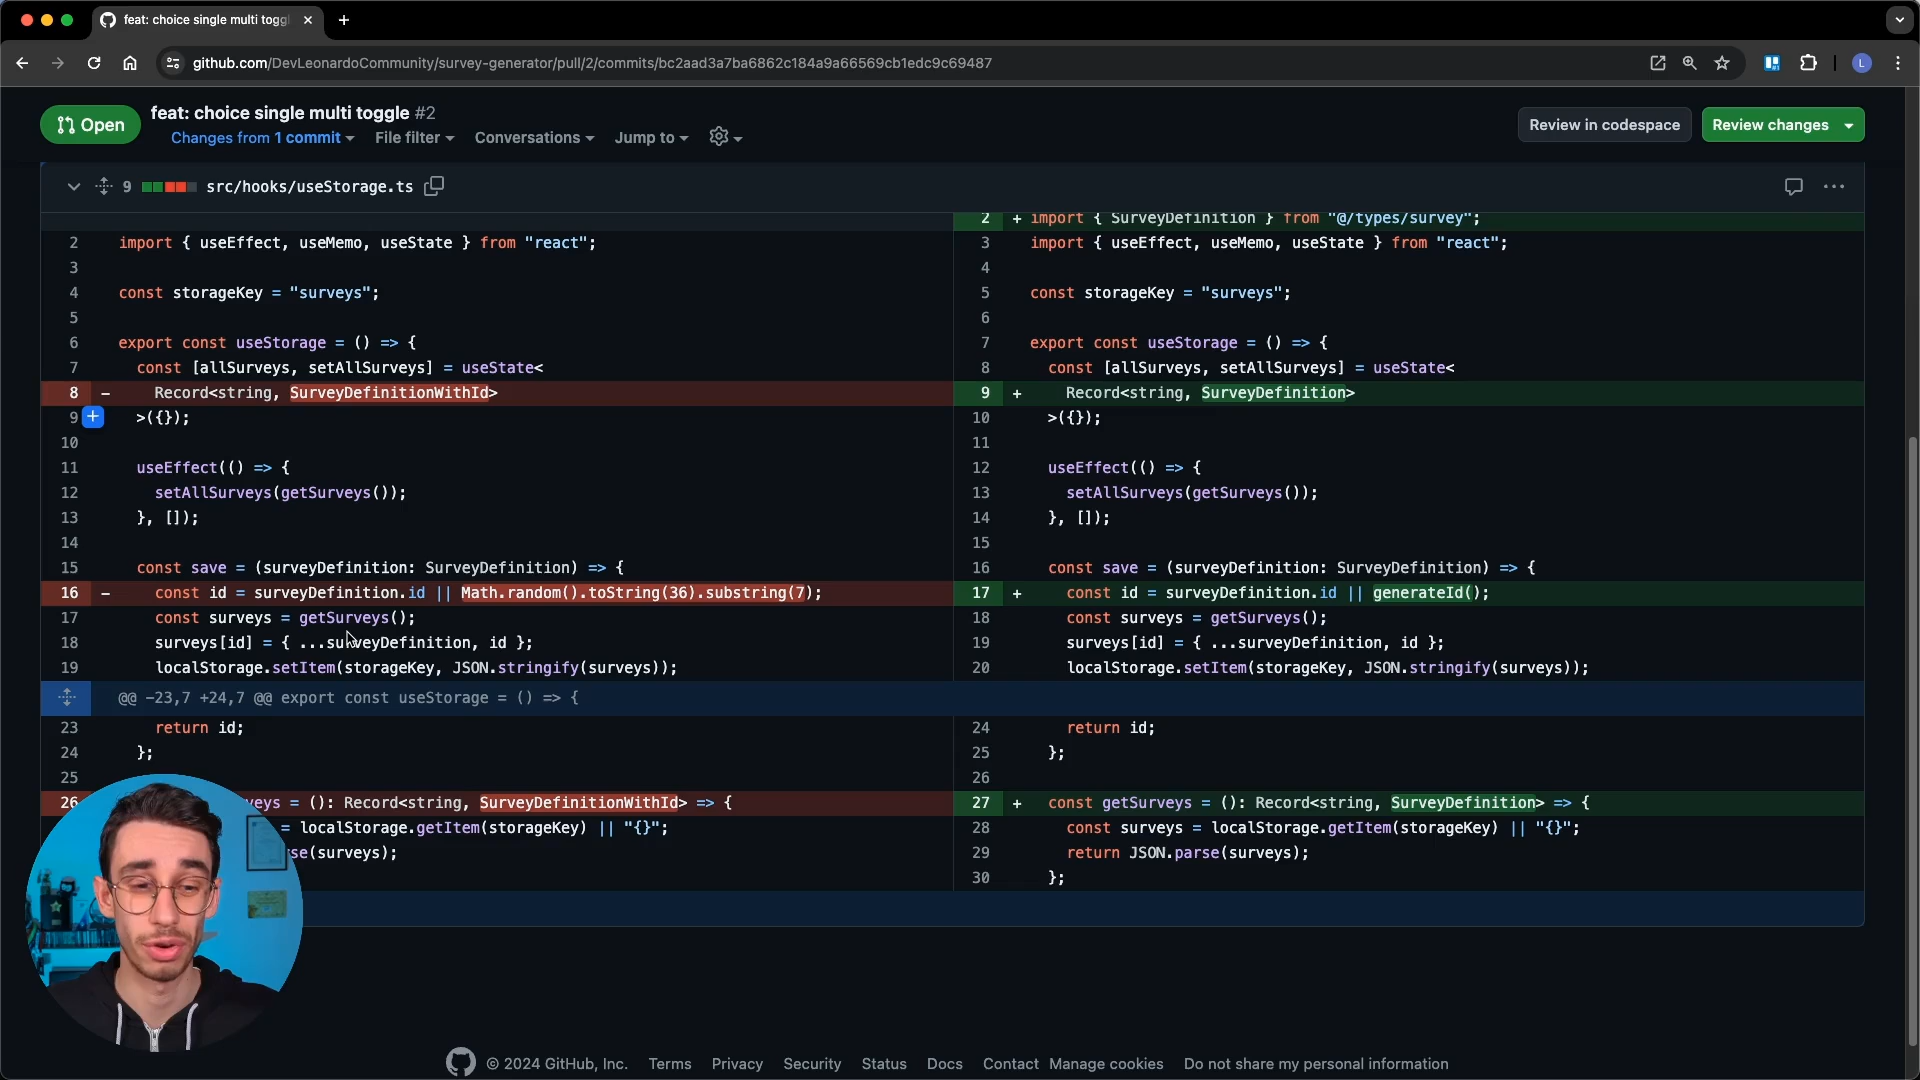 feat: choice single multi toggl
github.com/DevLeonardoCommunity/survey-generator/pull/2/commits/bc2aad3a7ba6862c184a9a66569cb1edc9c69487
L
Open
feat: choice single multi toggle #2
Changes from 1 commit
File filter
Conversations
Jump to
Review in codespace
Review changes
9 src/hooks/useStorage.ts
2 import { useEffect, useMemo, useState } from "react";
3
4 const storageKey = "surveys";
5
6 export const useStorage = () => {
7 const [allSurveys, setAllSurveys] = useState<
8 - Record<string, SurveyDefinitionWithId>
9 + >({});
10
11 useEffect(() => {
12 setAllSurveys(getSurveys());
13 }, []);
14
15 const save = (surveyDefinition: SurveyDefinition) => {
16 - const id = surveyDefinition.id || Math.random().toString(36).substring(7);
17 const surveys = getSurveys();
18 surveys[id] = { ...surveyDefinition, id };
19 localStorage.setItem(storageKey, JSON.stringify(surveys));
@@ -23,7 +24,7 @@ export const useStorage = () => {
23 return id;
24 };
25
26 veys = (): Record<string, SurveyDefinitionWithId> => {
= localStorage.getItem(storageKey) || "{}";
se(surveys);
2 + import { SurveyDefinition } from "@/types/survey";
3 import { useEffect, useMemo, useState } from "react";
4
5 const storageKey = "surveys";
6
7 export const useStorage = () => {
8 const [allSurveys, setAllSurveys] = useState<
9 + Record<string, SurveyDefinition>
10 >({});
11
12 useEffect(() => {
13 setAllSurveys(getSurveys());
14 }, []);
15
16 const save = (surveyDefinition: SurveyDefinition) => {
17 + const id = surveyDefinition.id || generateId();
18 const surveys = getSurveys();
19 surveys[id] = { ...surveyDefinition, id };
20 localStorage.setItem(storageKey, JSON.stringify(surveys));
24 return id;
25 };
26
27 + const getSurveys = (): Record<string, SurveyDefinition> => {
28 const surveys = localStorage.getItem(storageKey) || "{}";
29 return JSON.parse(surveys);
30 };
© 2024 GitHub, Inc. Terms Privacy Security Status Docs Contact Manage cookies Do not share my personal information